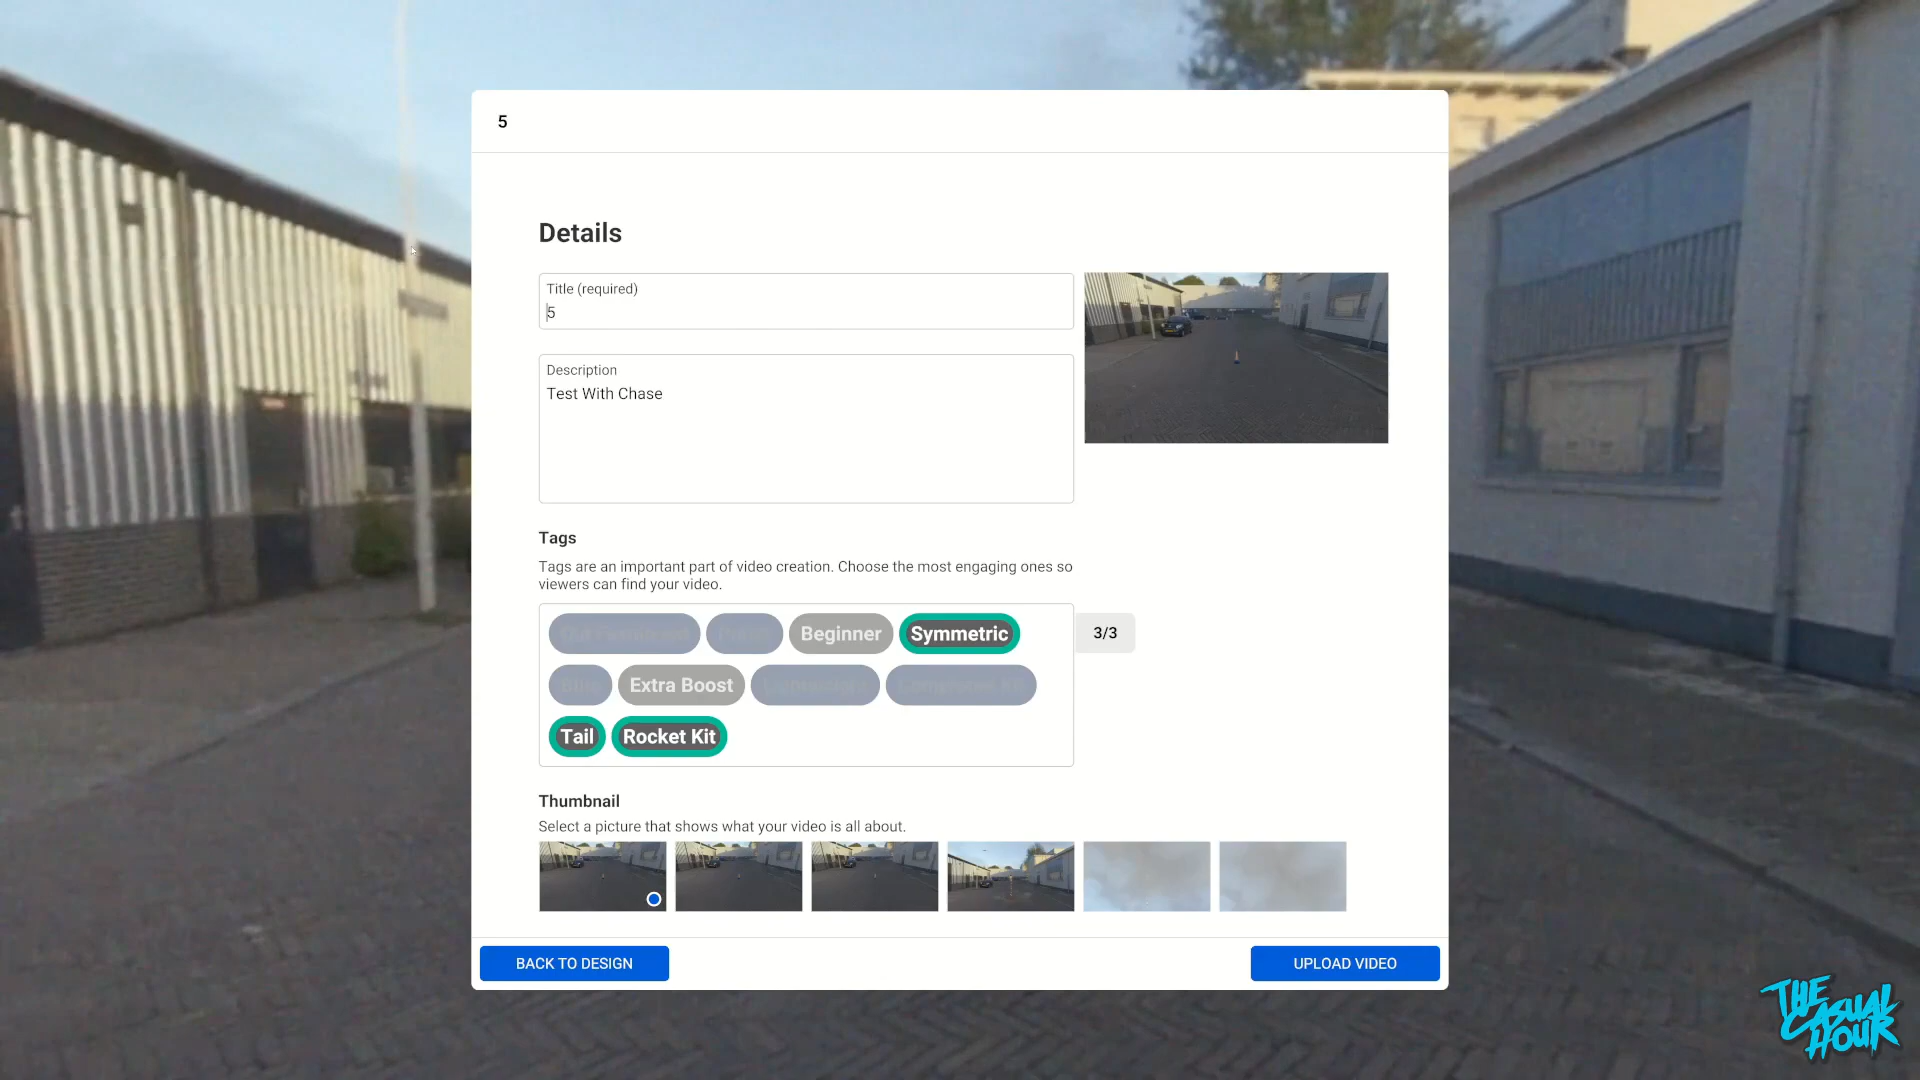 5
Details
Title (required)
5
Description
Test With Chase
Tags
Tags are an important part of video creation. Choose the most engaging ones so
viewers can find your video.
Beginner Symmetric 3/3
Extra Boost
Tail Rocket Kit
Thumbnail
Select a picture that shows what your video is all about.
BACK TO DESIGN UPLOAD VIDEO
THE
CASUAL
HOUR